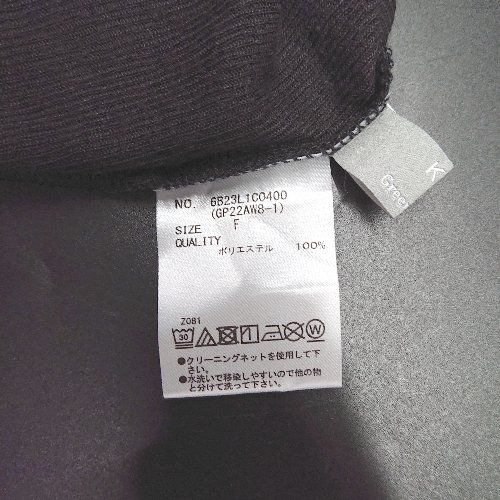 NO. 6B23L1C0400
(GP22AW8-1)
SIZE F
QUALITY
ポリエステル 100%
Z081
30
W
●クリーニングネットを使用して下
さい。
●水洗いで移染しやすいので他の物
と分けて洗って下さい。
K
Gree